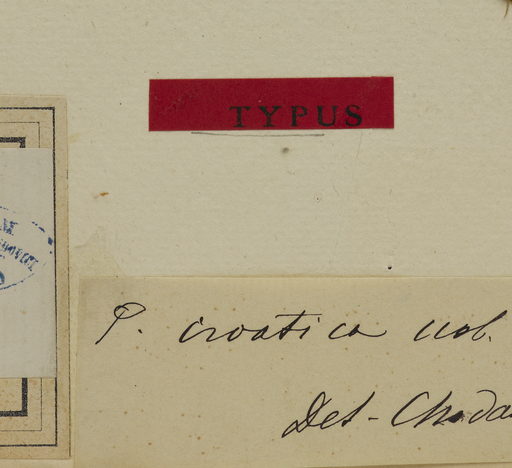 TYPUS
P. croatica nob.
Det - Choda